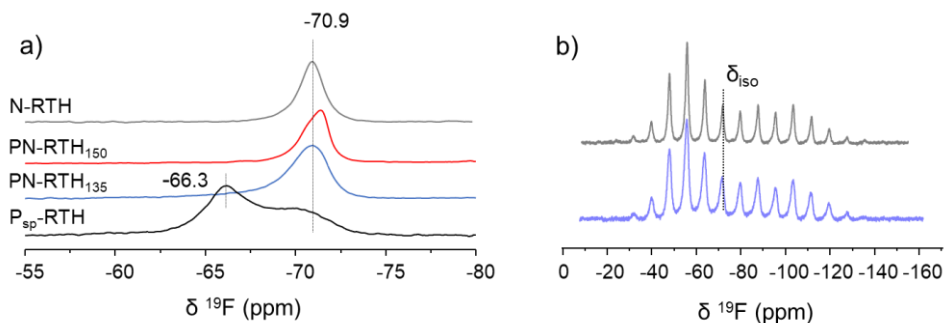 a)
-70.9
N-RTH
PN-RTH₁₅₀
PN-RTH₁₃₅
-66.3
Pₛₚ-RTH
-55 -60 -65 -70 -75 -80
δ ¹⁹F (ppm)
b)
δᵢₛₒ
0 -20 -40 -60 -80 -100 -120 -140 -160
δ ¹⁹F (ppm)